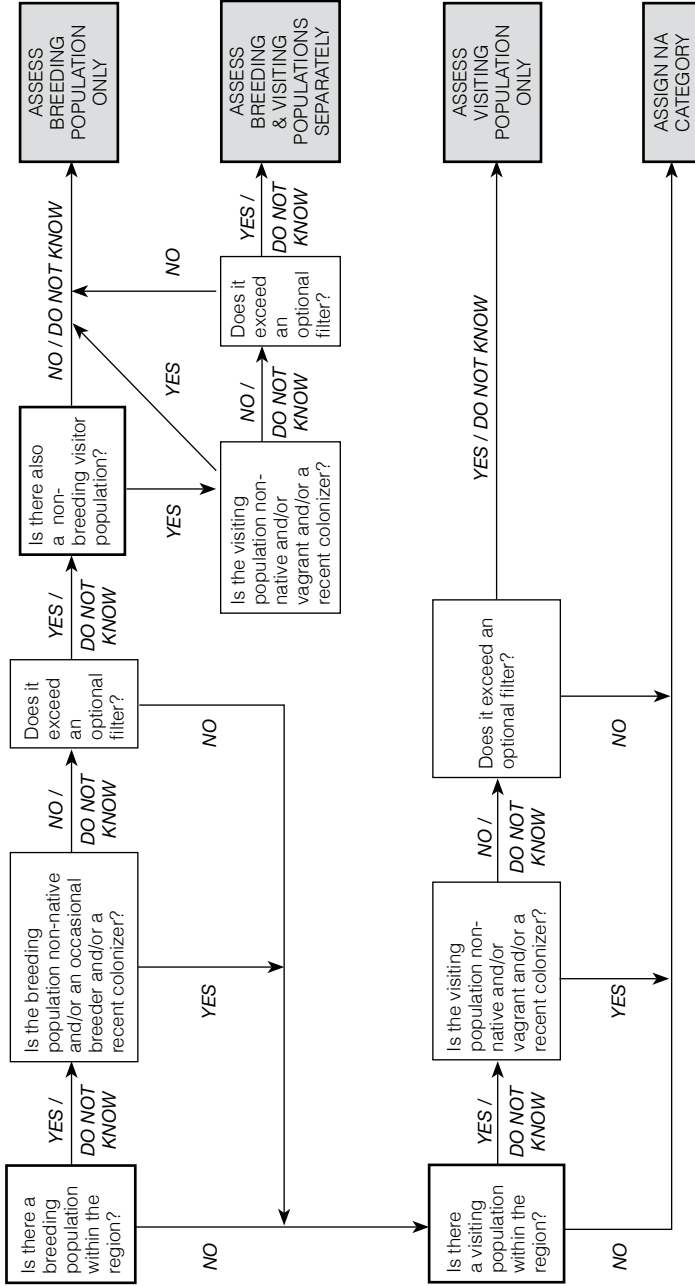 Is there a
breeding
population
within the
region?
YES /
DO NOT
KNOW
Is the breeding
population non-native
and/or an occasional
breeder and/or a
recent colonizer?
NO /
DO NOT
KNOW
Does it
exceed
an
optional
filter?
YES /
DO NOT
KNOW
Is there also
a non-
breeding visitor
population?
NO / DO NOT KNOW
ASSESS
BREEDING
POPULATION
ONLY
NO
YES
NO
YES
YES
NO
Is the visiting
population non-
native and/or
vagrant and/or a
recent colonizer?
NO /
DO NOT
KNOW
Does it
exceed
an
optional
filter?
YES /
DO NOT
KNOW
ASSESS
BREEDING
& VISITING
POPULATIONS
SEPARATELY
Is there
a visiting
population
within the
region?
YES /
DO NOT
KNOW
Is the visiting
population non-
native and/or
vagrant and/or a
recent colonizer?
NO /
DO NOT
KNOW
Does it exceed an
optional filter?
YES / DO NOT KNOW
ASSESS
VISITING
POPULATION
ONLY
NO
YES
NO
ASSIGN NA
CATEGORY